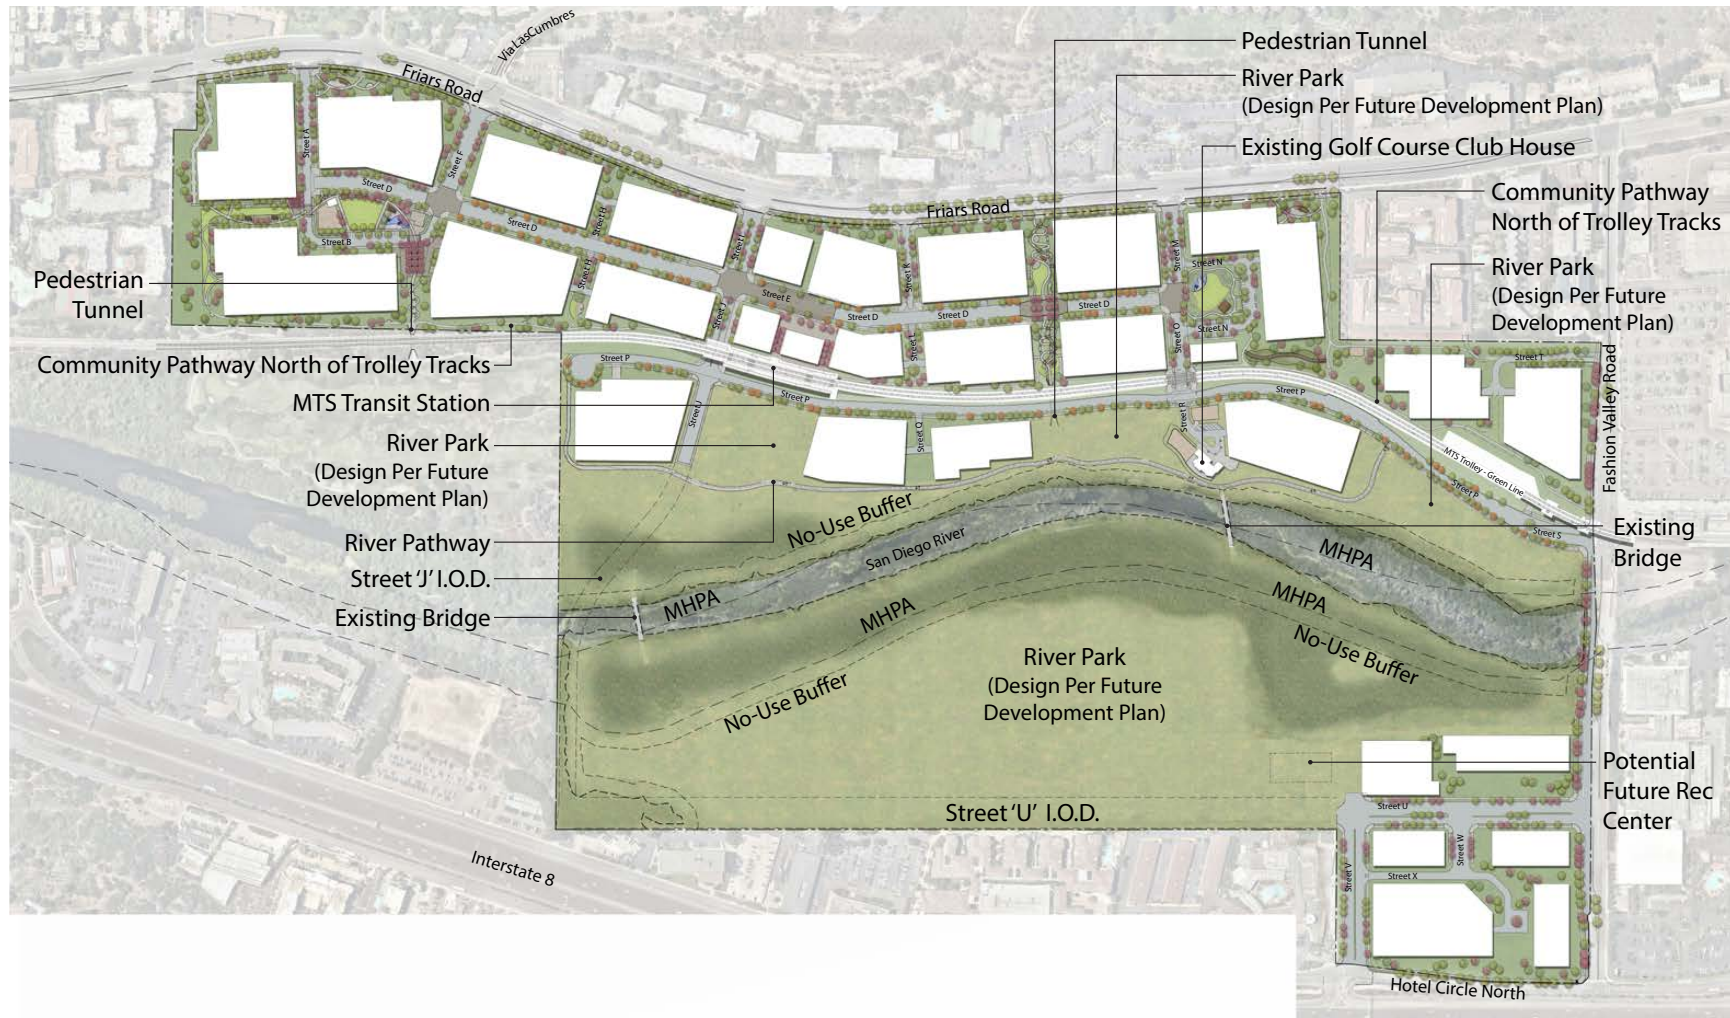 Via LasCumbres
Friars Road
Pedestrian Tunnel
River Park
(Design Per Future Development Plan)
Existing Golf Course Club House
Community Pathway
North of Trolley Tracks
River Park
(Design Per Future
Development Plan)
Friars Road
Street A
Street F
Street D
Street B
Street D
Street H
Street H
Street I
Street J
Street E
Street D
Street K
Street L
Street D
Street D
Street M
Street N
Street N
Street O
Pedestrian
Tunnel
Community Pathway North of Trolley Tracks
MTS Transit Station
River Park
(Design Per Future
Development Plan)
River Pathway
Street 'J' I.O.D.
Existing Bridge
Street P
Street J
Street P
Street Q
Street R
Street P
Street T
Fashion Valley Road
MTS Trolley - Green Line
Street P
Street S
Existing
Bridge
No-Use Buffer
San Diego River
MHPA
MHPA
MHPA
MHPA
No-Use Buffer
No-Use Buffer
River Park
(Design Per Future
Development Plan)
Potential
Future Rec
Center
Street 'U' I.O.D.
Street U
Street V
Street W
Street X
Interstate 8
Hotel Circle North